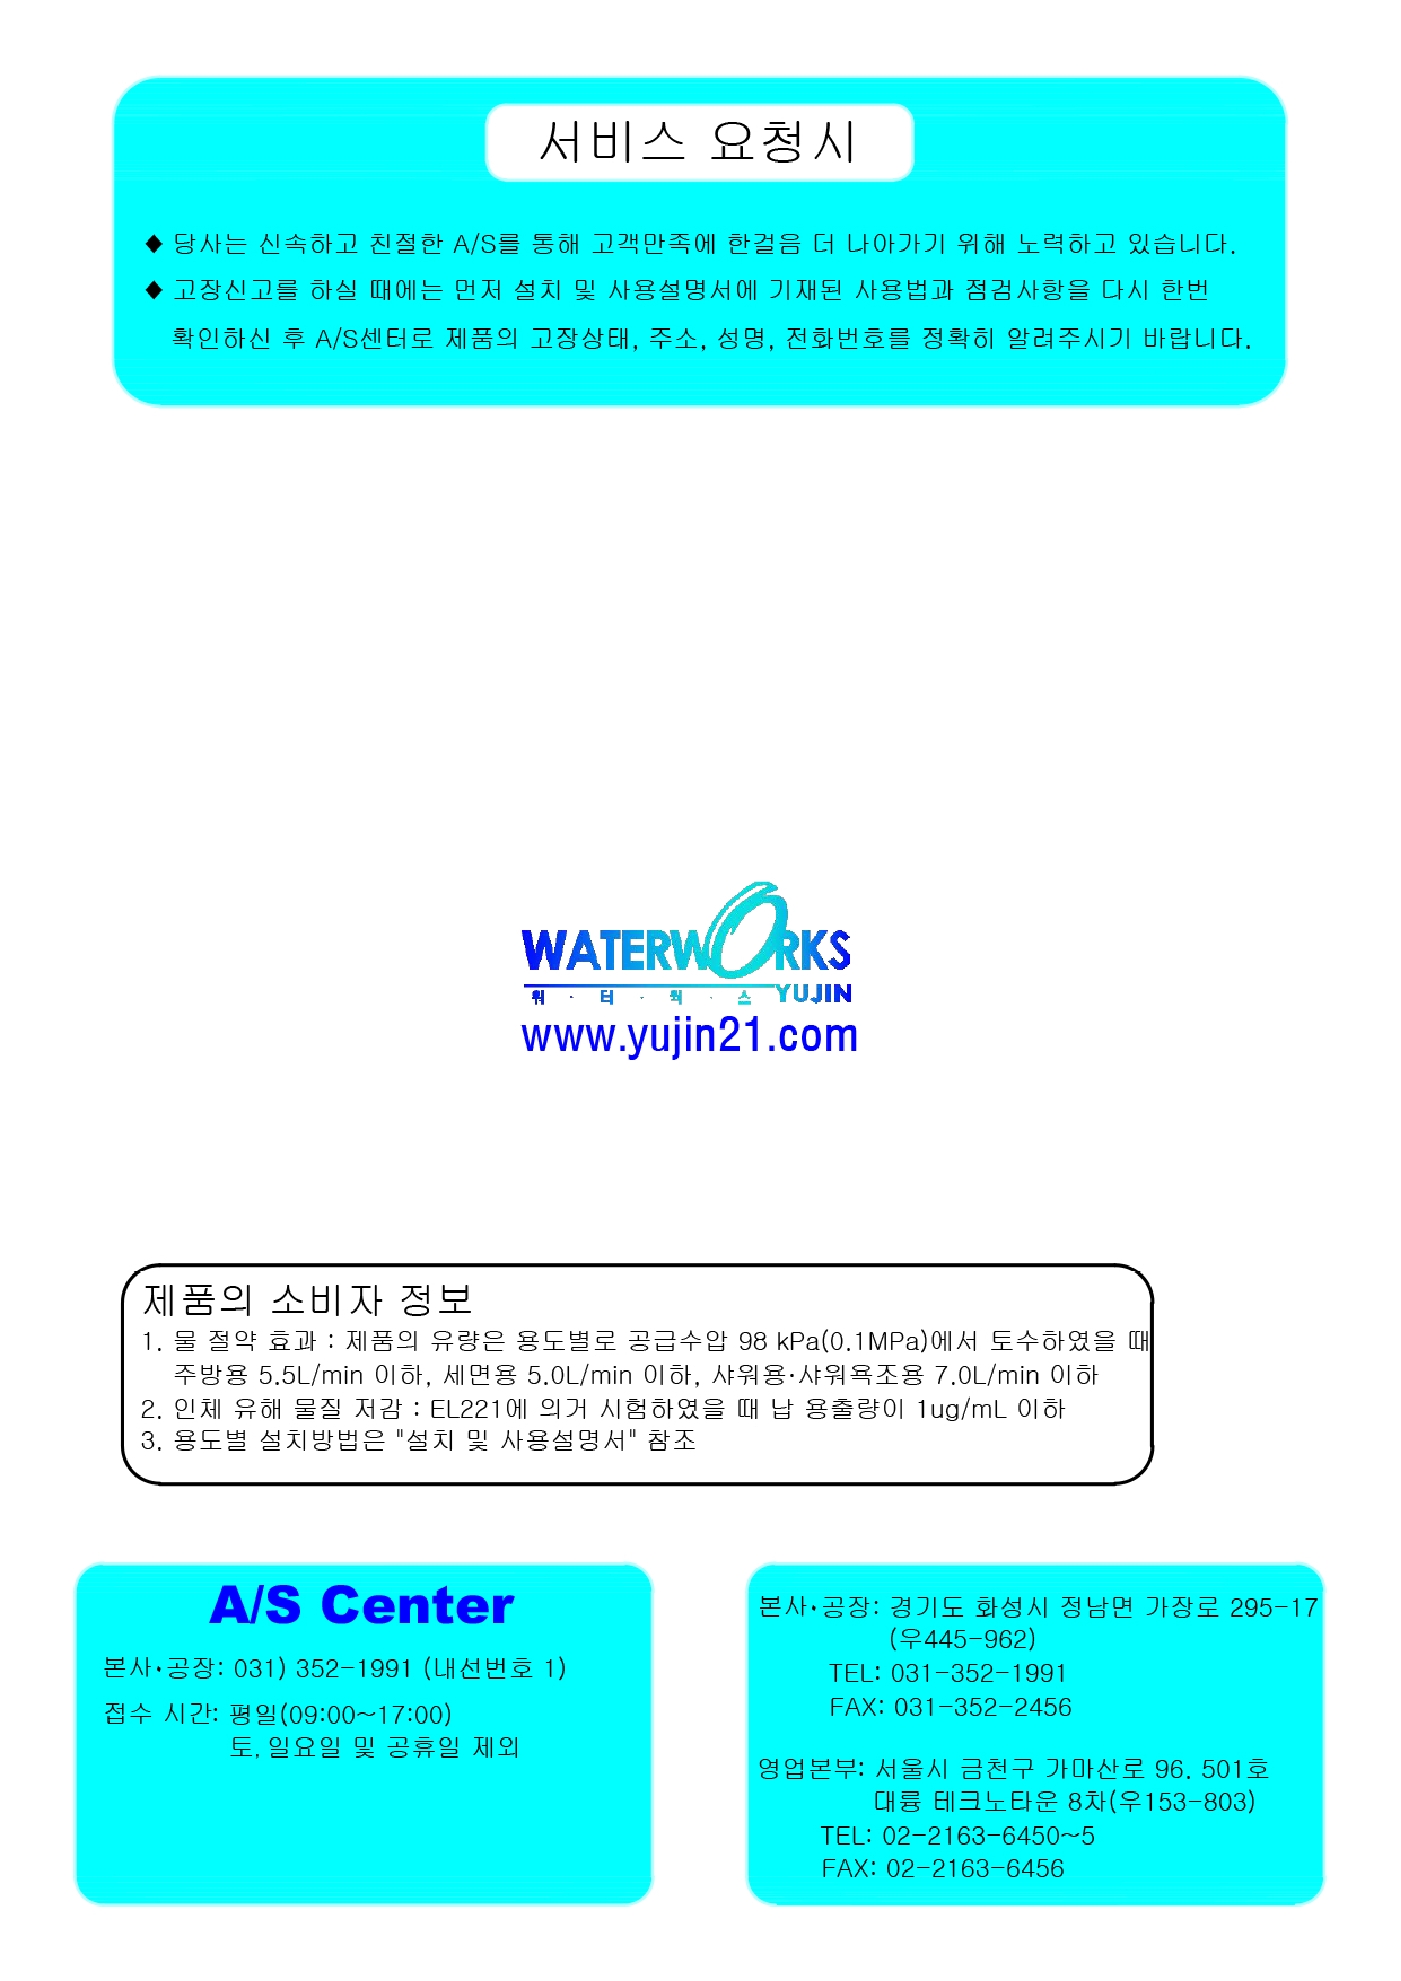 서비스 요청시
◆ 당사는 신속하고 친절한 A/S를 통해 고객만족에 한걸음 더 나아가기 위해 노력하고 있습니다.
◆ 고장신고를 하실 때에는 먼저 설치 및 사용설명서에 기재된 사용법과 점검사항을 다시 한번
확인하신 후 A/S센터로 제품의 고장상태, 주소, 성명, 전화번호를 정확히 알려주시기 바랍니다.
WATERWORKS
워·터·웍·스 YUJIN
www.yujin21.com
제품의 소비자 정보
1. 물 절약 효과 : 제품의 유량은 용도별로 공급수압 98 kPa(0.1MPa)에서 토수하였을 때
주방용 5.5L/min 이하, 세면용 5.0L/min 이하, 샤워용·샤워욕조용 7.0L/min 이하
2. 인체 유해 물질 저감 : EL221에 의거 시험하였을 때 납 용출량이 1ug/mL 이하
3. 용도별 설치방법은 "설치 및 사용설명서" 참조
A/S Center
본사·공장: 031) 352-1991 (내선번호 1)
접수 시간: 평일(09:00~17:00)
토, 일요일 및 공휴일 제외
본사·공장: 경기도 화성시 정남면 가장로 295-17
(우445-962)
TEL: 031-352-1991
FAX: 031-352-2456
영업본부: 서울시 금천구 가마산로 96. 501호
대륭 테크노타운 8차(우153-803)
TEL: 02-2163-6450~5
FAX: 02-2163-6456